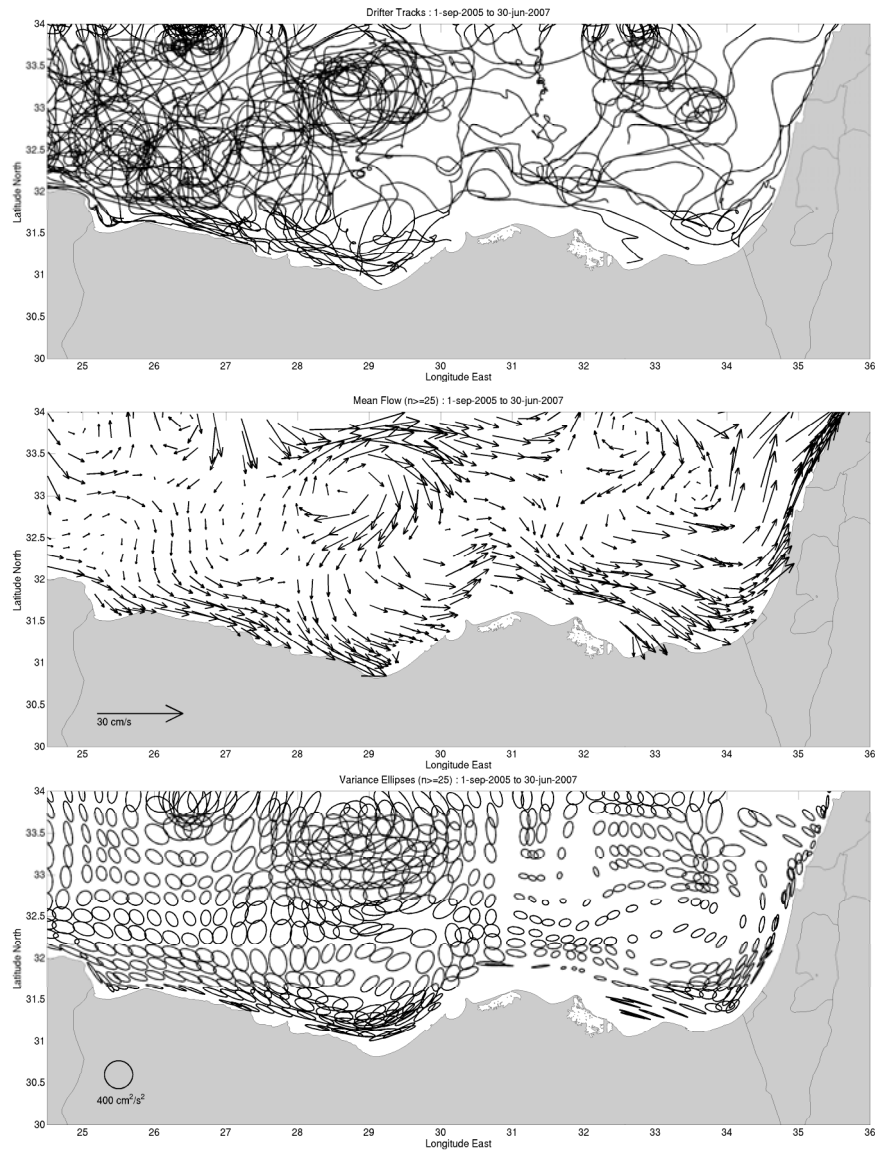 Drifter Tracks : 1-sep-2005 to 30-jun-2007
34
33.5
33
32.5
32
31.5
31
30.5
30
Latitude North
25 26 27 28 29 30 31 32 33 34 35 36
Longitude East
Mean Flow (n>=25) : 1-sep-2005 to 30-jun-2007
34
33.5
33
32.5
32
31.5
31
30.5
30
Latitude North
30 cm/s
25 26 27 28 29 30 31 32 33 34 35 36
Longitude East
Variance Ellipses (n>=25) : 1-sep-2005 to 30-jun-2007
34
33.5
33
32.5
32
31.5
31
30.5
30
Latitude North
400 cm²/s²
25 26 27 28 29 30 31 32 33 34 35 36
Longitude East